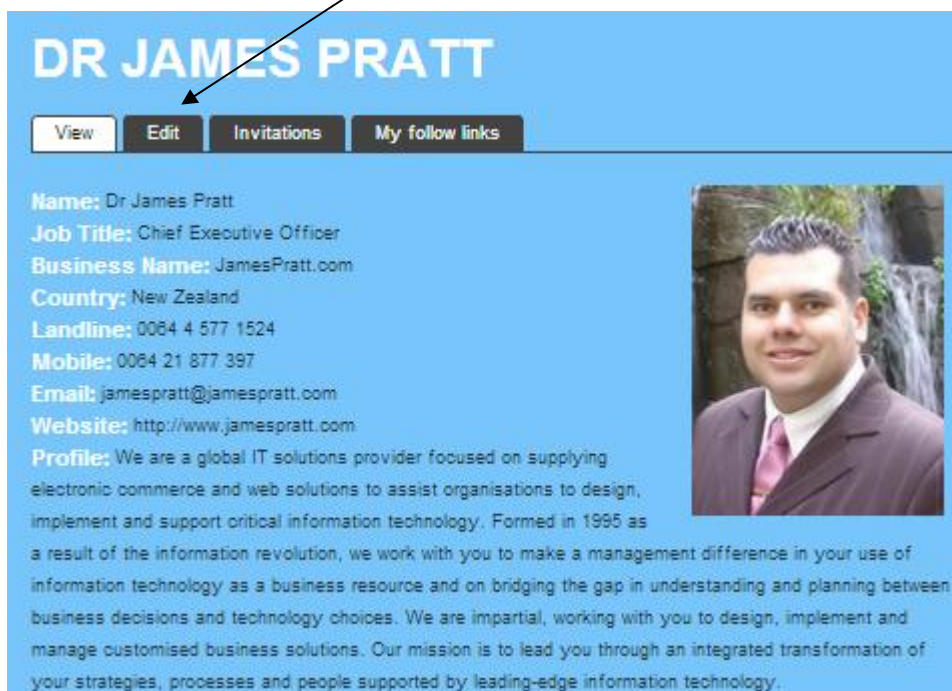 DR JAMES PRATT
View Edit Invitations My follow links
Name: Dr James Pratt
Job Title: Chief Executive Officer
Business Name: JamesPratt.com
Country: New Zealand
Landline: 0064 4 577 1524
Mobile: 0064 21 877 397
Email: jamespratt@jamespratt.com
Website: http://www.jamespratt.com
Profile: We are a global IT solutions provider focused on supplying
electronic commerce and web solutions to assist organisations to design,
implement and support critical information technology. Formed in 1995 as
a result of the information revolution, we work with you to make a management difference in your use of
information technology as a business resource and on bridging the gap in understanding and planning between
business decisions and technology choices. We are impartial, working with you to design, implement and
manage customised business solutions. Our mission is to lead you through an integrated transformation of
your strategies, processes and people supported by leading-edge information technology.